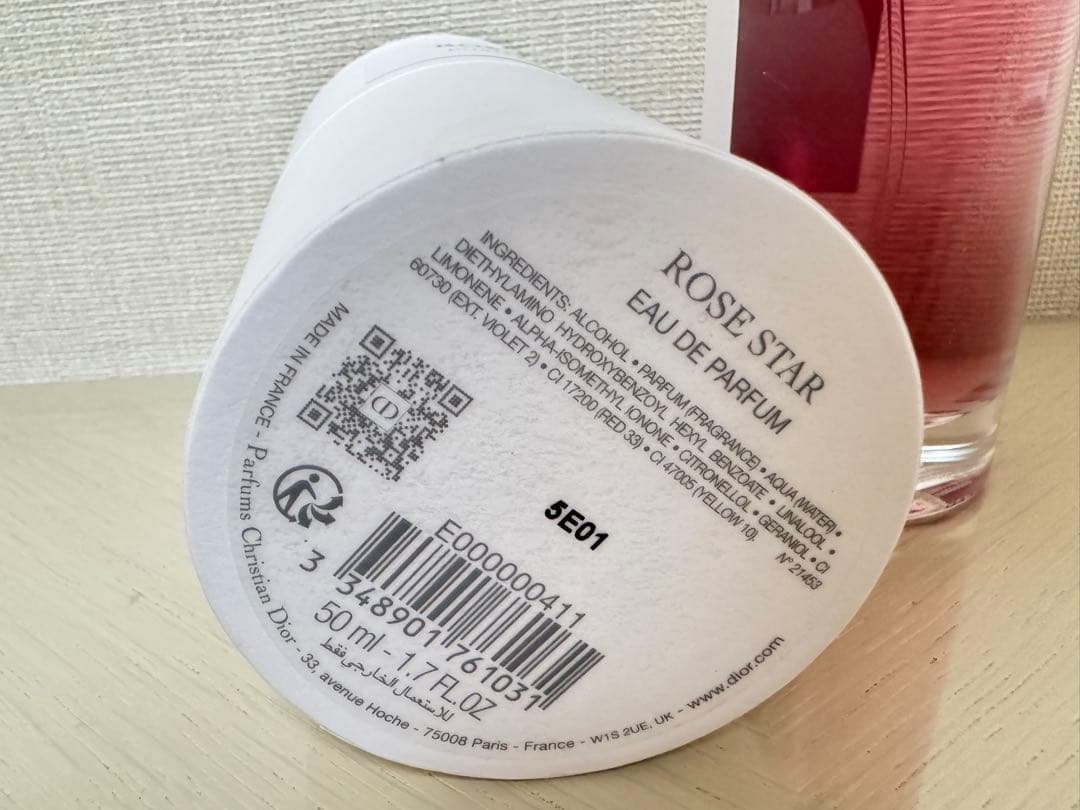 ROSE STAR
EAU DE PARFUM
INGREDIENTS: ALCOHOL • PARFUM (FRAGRANCE) • AQUA (WATER) •
DIETHYLAMINO HYDROXYBENZOYL HEXYL BENZOATE • LINALOOL •
LIMONENE • ALPHA-ISOMETHYL IONONE • CITRONELLOL • GERANIOL • CI
60730 (EXT. VIOLET 2) • CI 17200 (RED 33) • CI 47005 (YELLOW 10).
N° 21453
CD
5E01
E000000411
3 348901 761031
50 ml - 1.7 FL.OZ
للاستعمال الخارجي فقط
MADE IN FRANCE - Parfums Christian Dior - 33, avenue Hoche - 75008 Paris - France - W1S 2UE, UK - www.dior.com